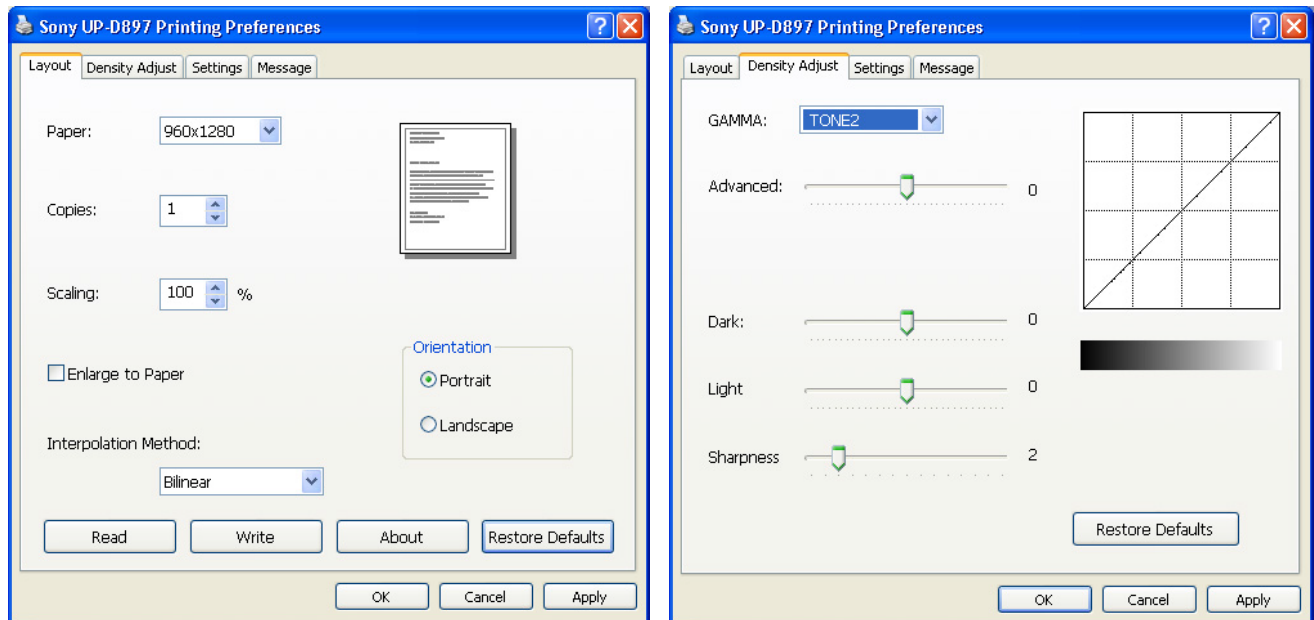 Sony UP-D897 Printing Preferences
Layout Density Adjust Settings Message
Paper: 960x1280
Copies: 1
Scaling: 100 %
Enlarge to Paper
Orientation
Portrait
Landscape
Interpolation Method:
Bilinear
Read Write About Restore Defaults
OK Cancel Apply
Sony UP-D897 Printing Preferences
Layout Density Adjust Settings Message
GAMMA: TONE2
Advanced: 0
Dark: 0
Light 0
Sharpness 2
Restore Defaults
OK Cancel Apply